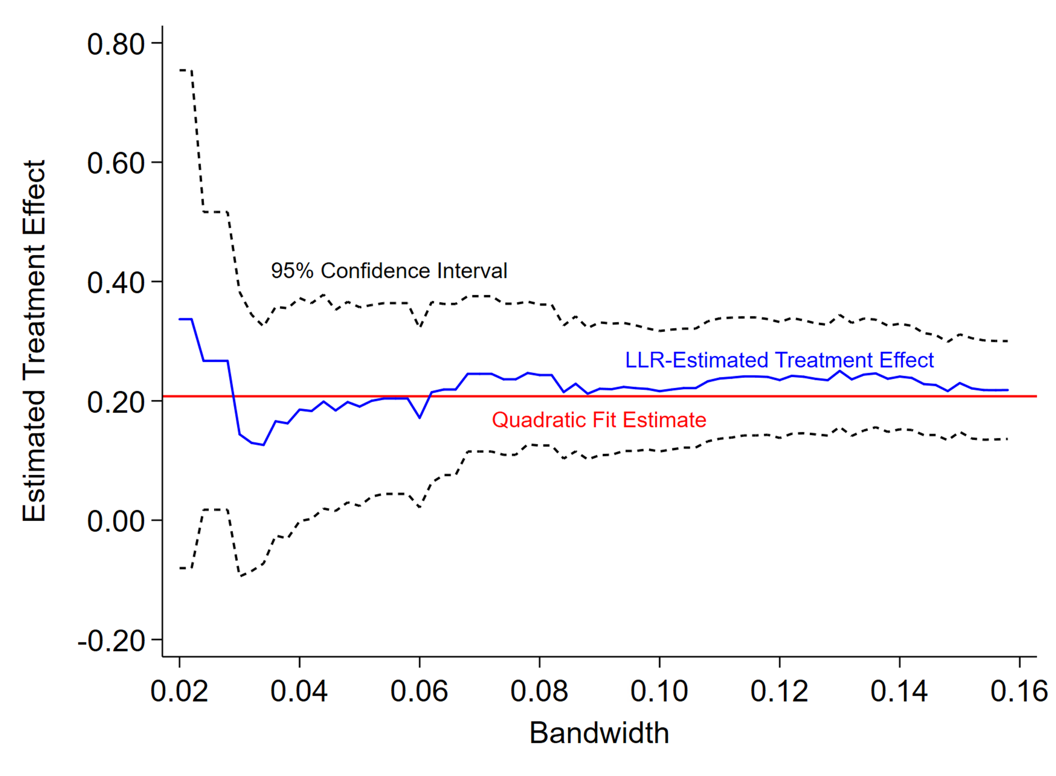 0.80
0.60
0.40
0.20
0.00
-0.20
Estimated Treatment Effect
95% Confidence Interval
LLR-Estimated Treatment Effect
Quadratic Fit Estimate
0.02 0.04 0.06 0.08 0.10 0.12 0.14 0.16
Bandwidth